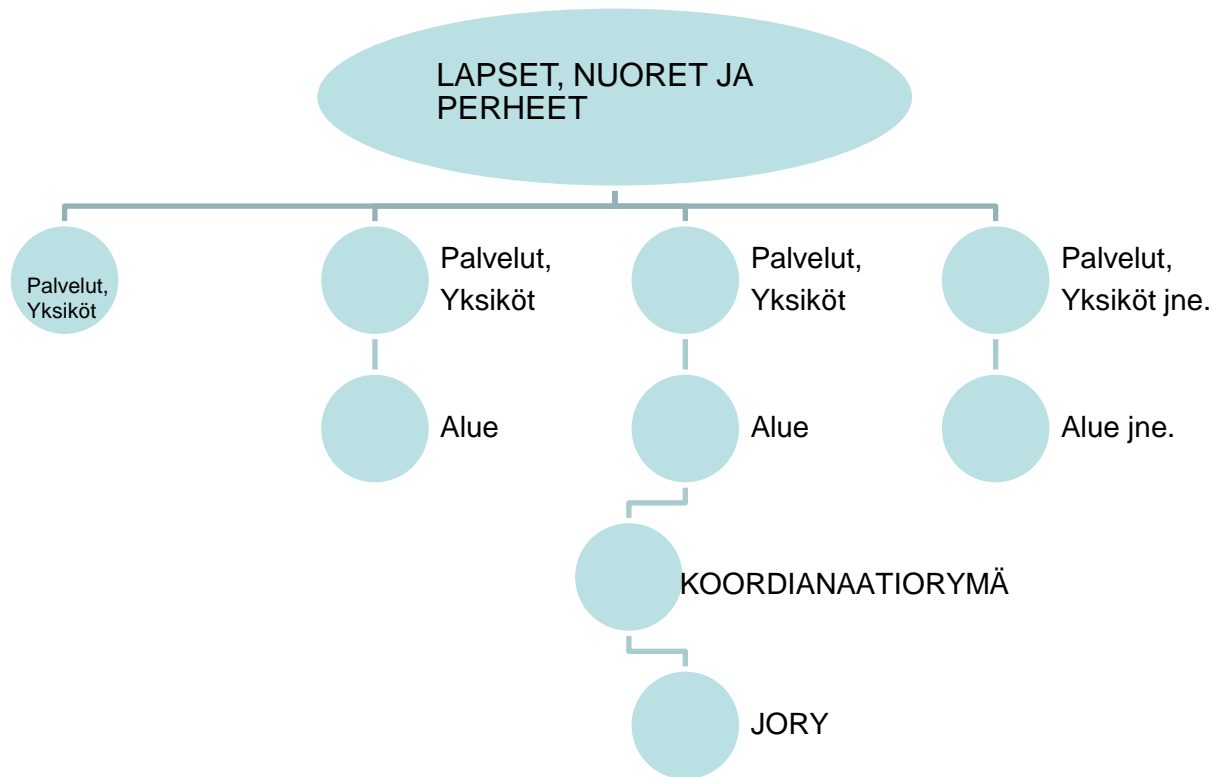 LAPSET, NUORET JA
PERHEET
Palvelut,
Yksiköt
Palvelut,
Yksiköt
Palvelut,
Yksiköt
Palvelut,
Yksiköt jne.
Alue
Alue
Alue jne.
KOORDIANAATIORYMÄ
JORY